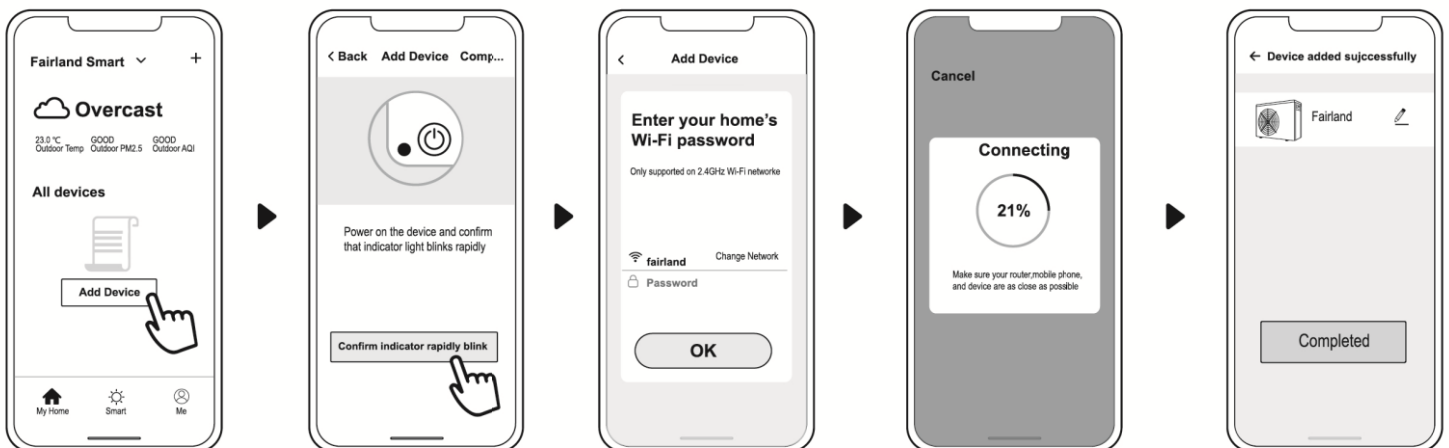 Fairland Smart
+
Overcast
23.0 ℃ GOOD GOOD
Outdoor Temp Outdoor PM2.5 Outdoor AQI
All devices
Add Device
My Home Smart Me
< Back Add Device Comp...
Power on the device and confirm
that indicator light blinks rapidly
Confirm indicator rapidly blink
< Add Device
Enter your home's
Wi-Fi password
Only supported on 2.4GHz Wi-Fi networke
fairland Change Network
Password
OK
Cancel
Connecting
21%
Make sure your router,mobile phone,
and device are as close as possible
← Device added sujccessfully
Fairland
Completed